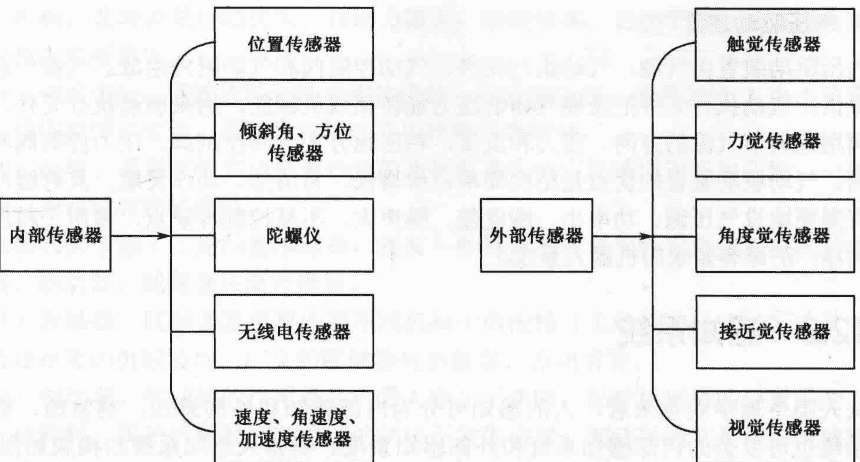 位置传感器
倾斜角、方位
传感器
内部传感器
陀螺仪
无线电传感器
速度、角速度、
加速度传感器
触觉传感器
力觉传感器
外部传感器
角度觉传感器
接近觉传感器
视觉传感器